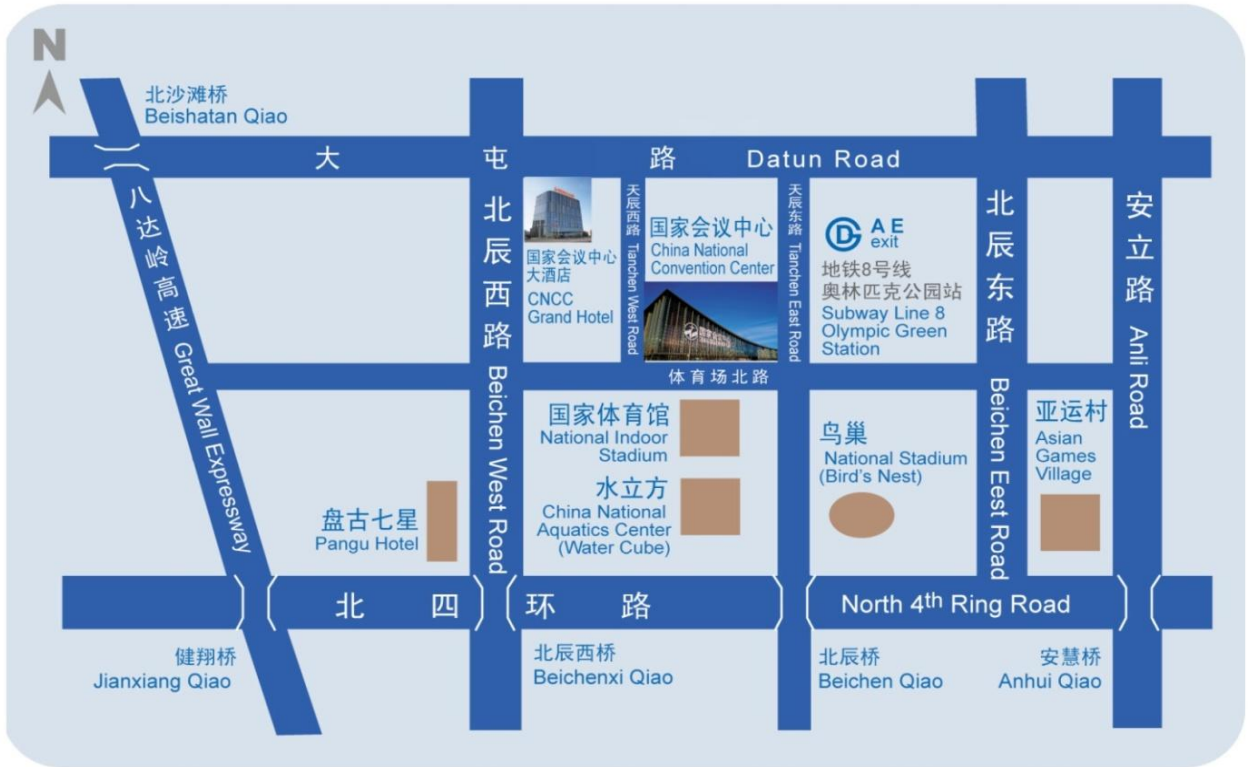 N
北沙滩桥
Beishatan Qiao
大屯路 Datun Road
八达岭高速 Great Wall Expressway
北辰西路 Beichen West Road
国家会议中心
大酒店
CNCC
Grand Hotel
天辰西路 Tianchen West Road
国家会议中心
China National
Convention Center
天辰东路 Tianchen East Road
A E
exit
地铁8号线
奥林匹克公园站
Subway Line 8
Olympic Green
Station
北辰东路 Beichen Eest Road
安立路 Anli Road
体育场北路
国家体育馆
National Indoor
Stadium
水立方
China National
Aquatics Center
(Water Cube)
鸟巢
National Stadium
(Bird's Nest)
亚运村
Asian
Games
Village
盘古七星
Pangu Hotel
北四环路 North 4th Ring Road
健翔桥
Jianxiang Qiao
北辰西桥
Beichenxi Qiao
北辰桥
Beichen Qiao
安慧桥
Anhui Qiao